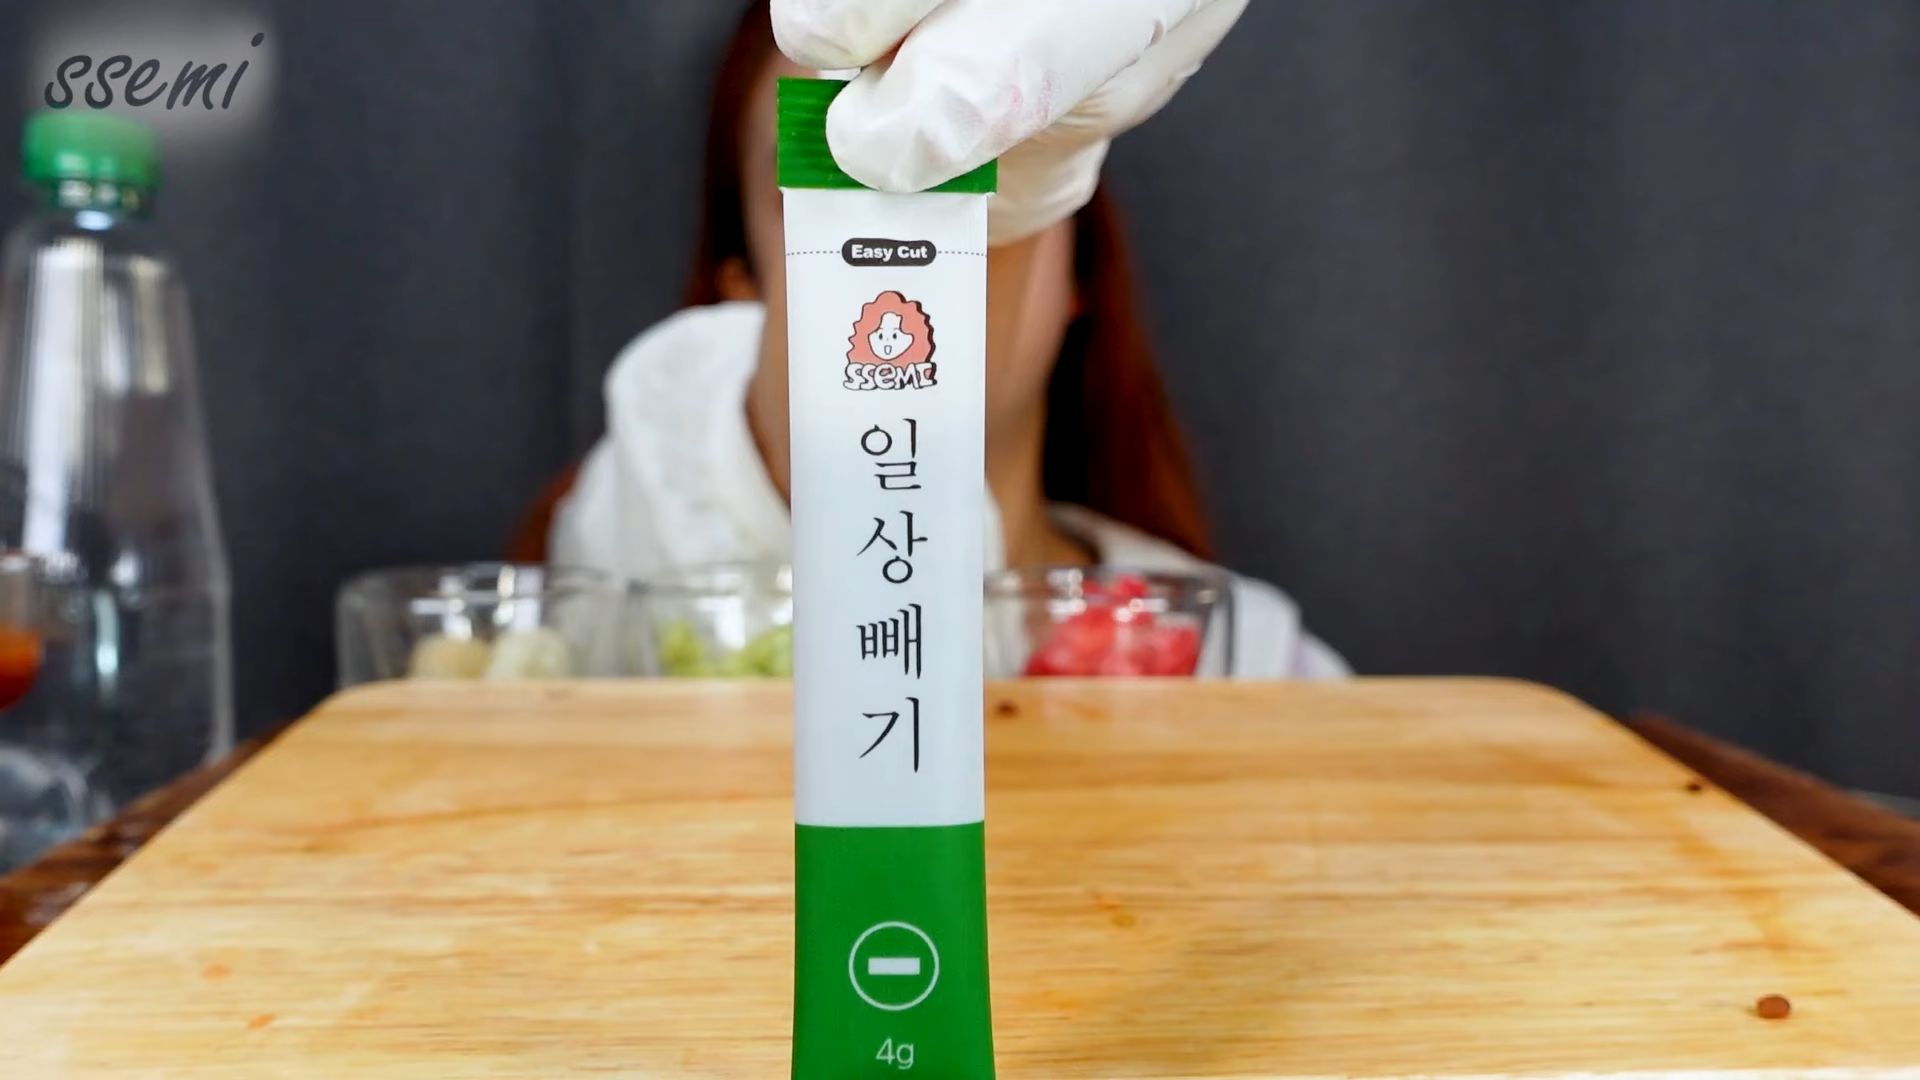 ssemi
Easy Cut
SSEMI
일상빼기
4g